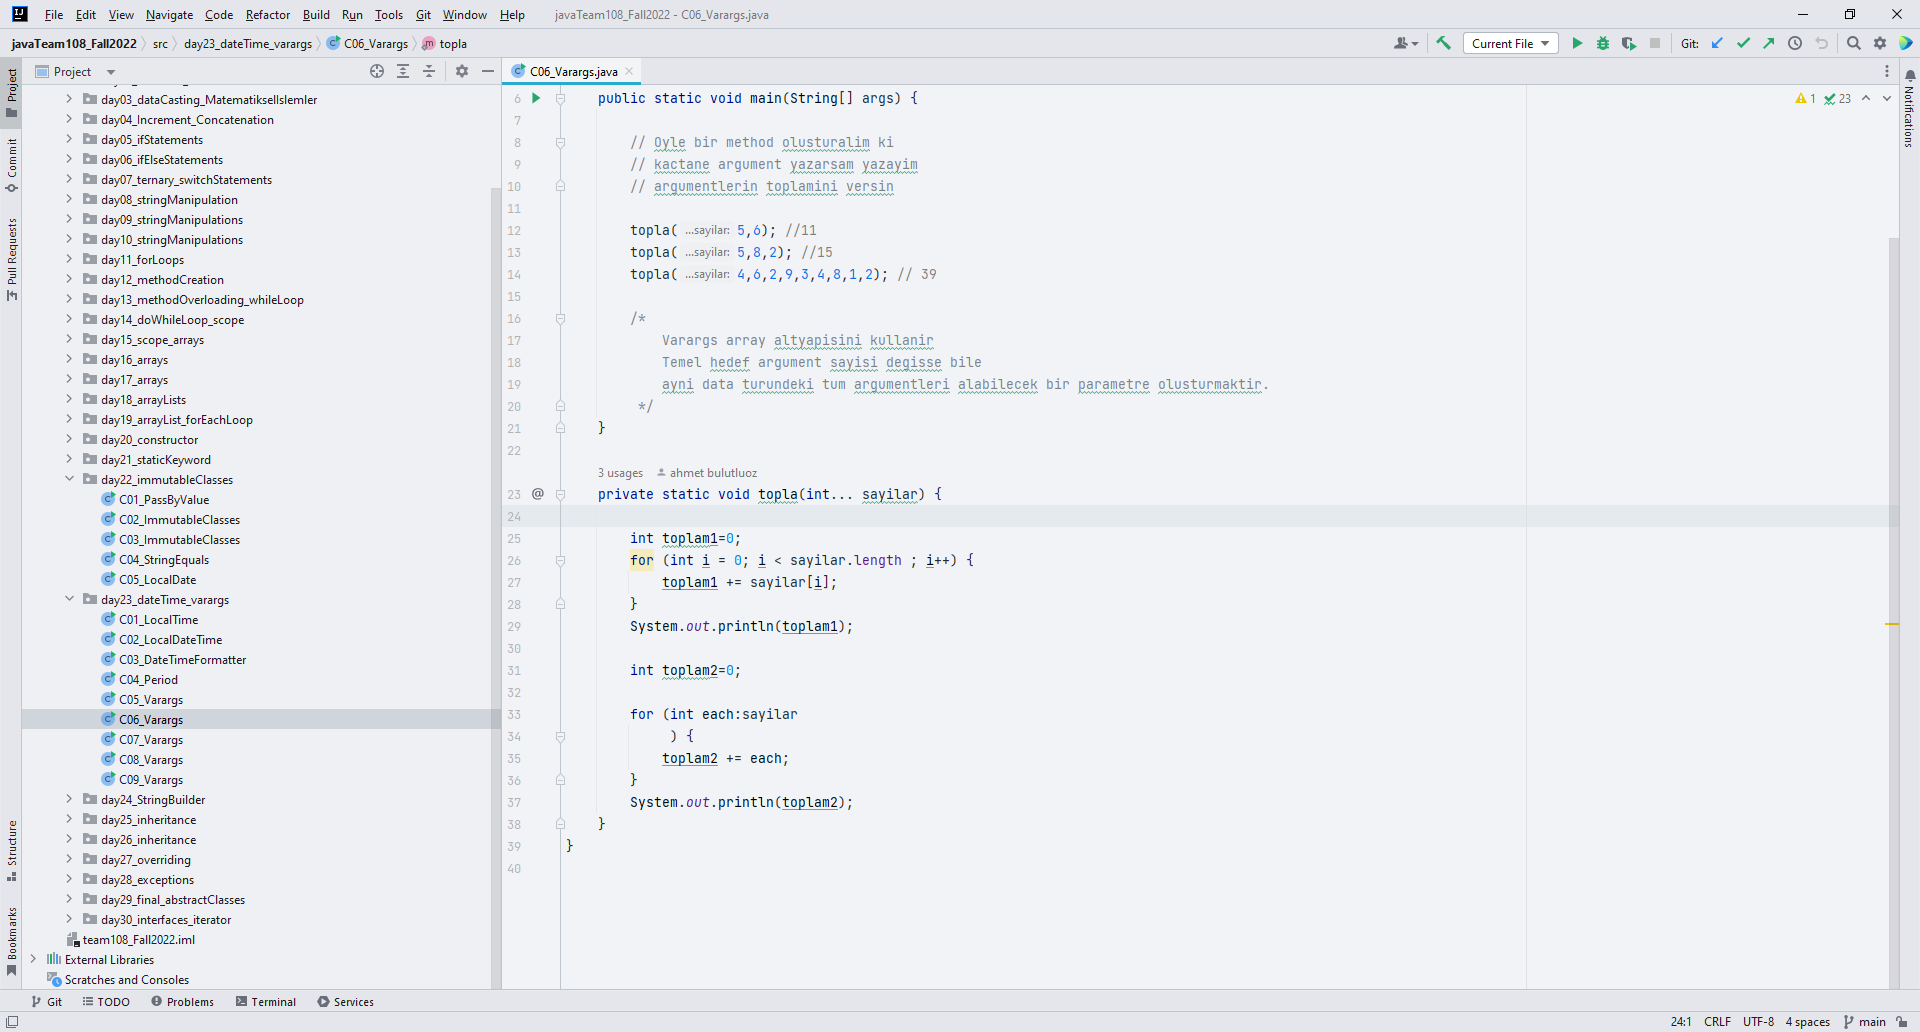 File Edit View Navigate Code Refactor Build Run Tools Git Window Help javaTeam108_Fall2022 - C06_Varargs.java
javaTeam108_Fall2022 src day23_dateTime_varargs C06_Varargs topla Current File Git:
Project
C06_Varargs.java
day03_dataCasting_MatematikselIslemler
day04_Increment_Concatenation
day05_ifStatements
day06_ifElseStatements
day07_ternary_switchStatements
day08_stringManipulation
day09_stringManipulations
day10_stringManipulations
day11_forLoops
day12_methodCreation
day13_methodOverloading_whileLoop
day14_doWhileLoop_scope
day15_scope_arrays
day16_arrays
day17_arrays
day18_arrayLists
day19_arrayList_forEachLoop
day20_constructor
day21_staticKeyword
day22_immutableClasses
C01_PassByValue
C02_ImmutableClasses
C03_ImmutableClasses
C04_StringEquals
C05_LocalDate
day23_dateTime_varargs
C01_LocalTime
C02_LocalDateTime
C03_DateTimeFormatter
C04_Period
C05_Varargs
C06_Varargs
C07_Varargs
C08_Varargs
C09_Varargs
day24_StringBuilder
day25_inheritance
day26_inheritance
day27_overriding
day28_exceptions
day29_final_abstractClasses
day30_interfaces_iterator
team108_Fall2022.iml
External Libraries
Scratches and Consoles
Project
Commit
Pull Requests
Structure
Bookmarks
6 public static void main(String[] args) {
7
8 // Oyle bir method olusturalim ki
9 // kactane argument yazarsam yazayim
10 // argumentlerin toplamini versin
11
12 topla( ...sayilar: 5,6); //11
13 topla( ...sayilar: 5,8,2); //15
14 topla( ...sayilar: 4,6,2,9,3,4,8,1,2); // 39
15
16 /*
17 Varargs array altyapisini kullanir
18 Temel hedef argument sayisi degisse bile
19 ayni data turundeki tum argumentleri alabilecek bir parametre olusturmaktir.
20 */
21 }
22
3 usages ahmet bulutluoz
23 @ private static void topla(int... sayilar) {
24
25 int toplam1=0;
26 for (int i = 0; i < sayilar.length ; i++) {
27 toplam1 += sayilar[i];
28 }
29 System.out.println(toplam1);
30
31 int toplam2=0;
32
33 for (int each:sayilar
34 ) {
35 toplam2 += each;
36 }
37 System.out.println(toplam2);
38 }
39 }
40
1 23
Notifications
Git TODO Problems Terminal Services
24:1 CRLF UTF-8 4 spaces main